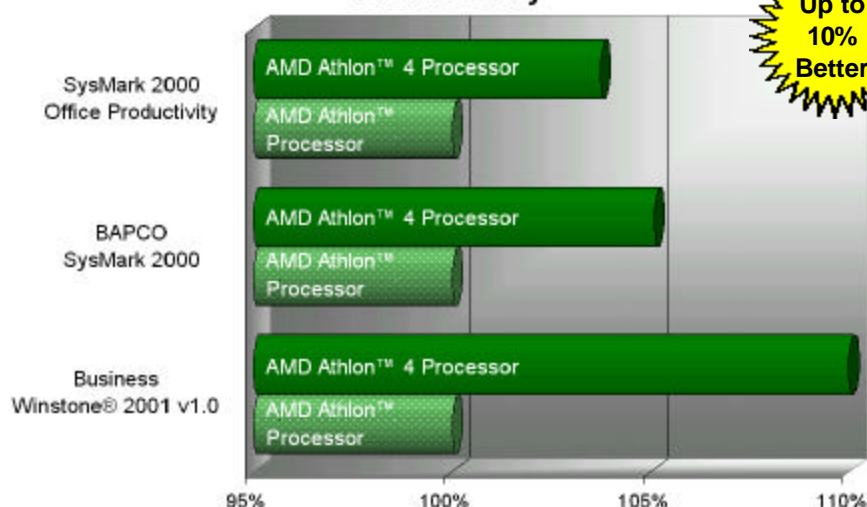 Up to
10%
Better
SysMark 2000
Office Productivity
AMD Athlon™ 4 Processor
AMD Athlon™
Processor
BAPCO
SysMark 2000
AMD Athlon™ 4 Processor
AMD Athlon™
Processor
Business
Winstone® 2001 v1.0
AMD Athlon™ 4 Processor
AMD Athlon™
Processor
95%
100%
105%
110%